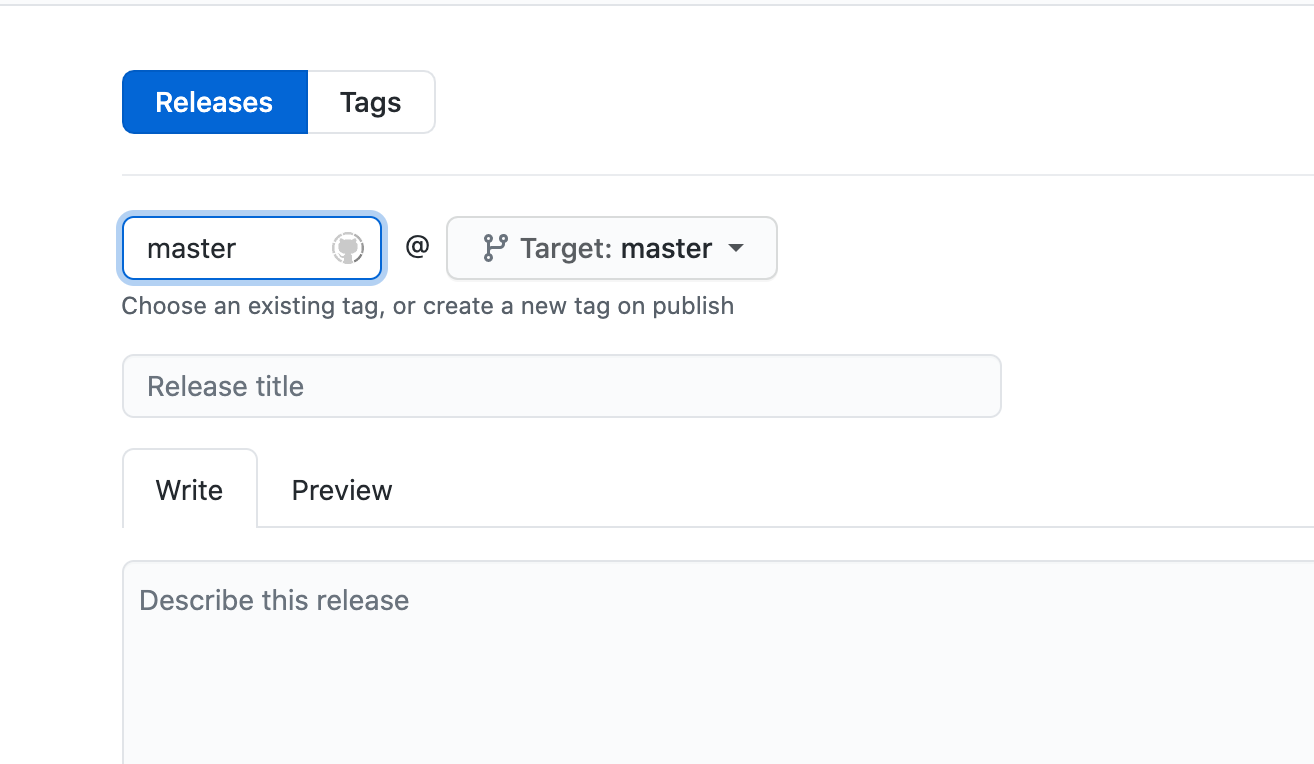 Releases Tags
master @ Target: master
Choose an existing tag, or create a new tag on publish
Release title
Write Preview
Describe this release